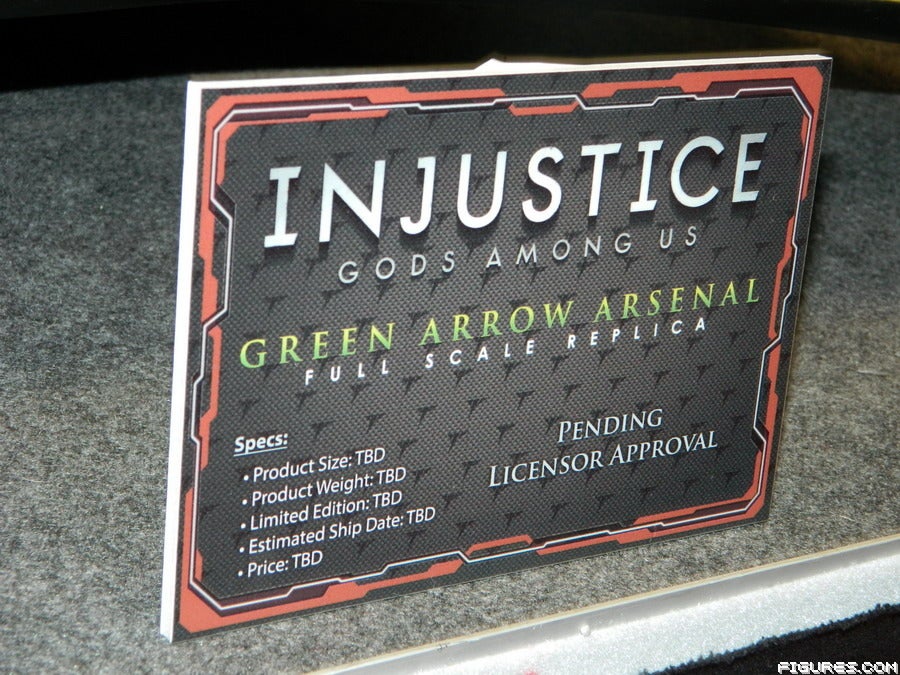 INJUSTICE
GODS AMONG US
GREEN ARROW ARSENAL
FULL SCALE REPLICA
Specs:
• Product Size: TBD
• Product Weight: TBD
• Limited Edition: TBD
• Estimated Ship Date: TBD
• Price: TBD
PENDING
LICENSOR APPROVAL
FIGURES.COM